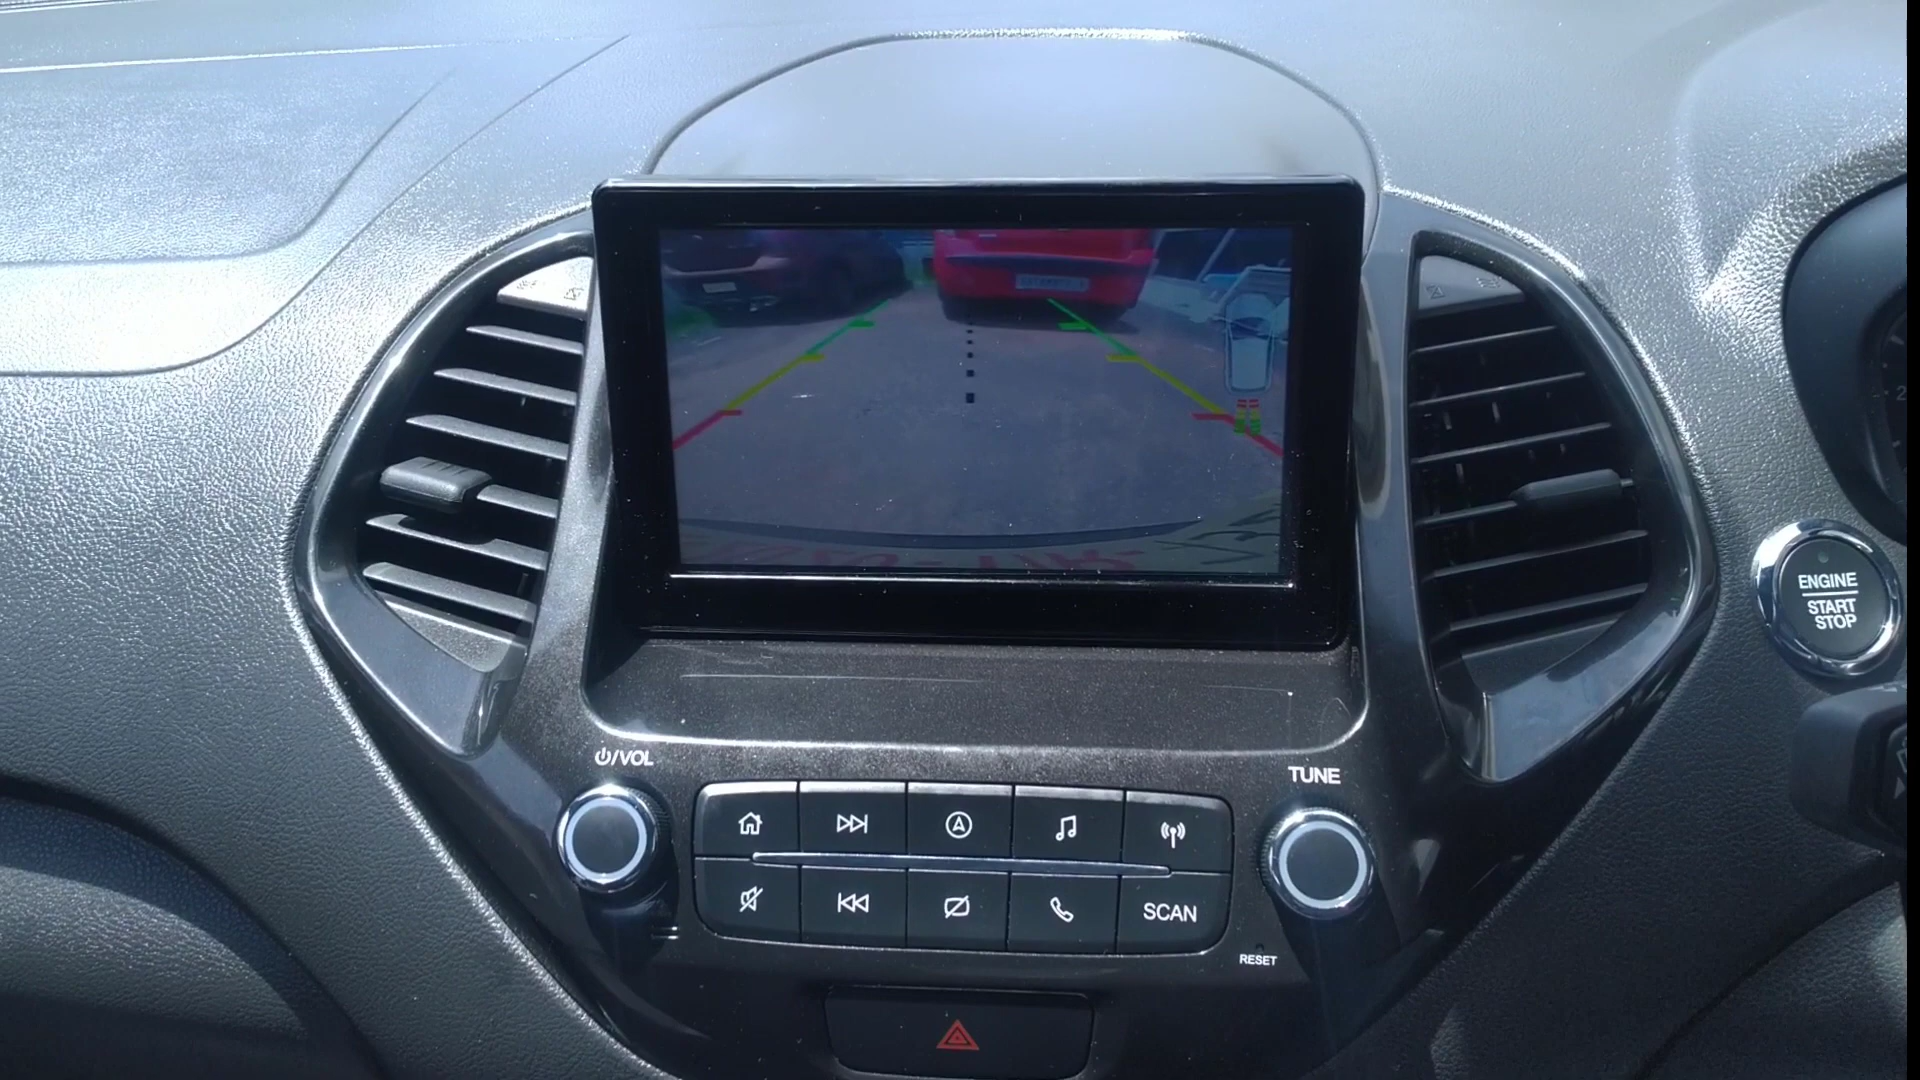 ENGINE
START
STOP
⏻/VOL
TUNE
SCAN
RESET